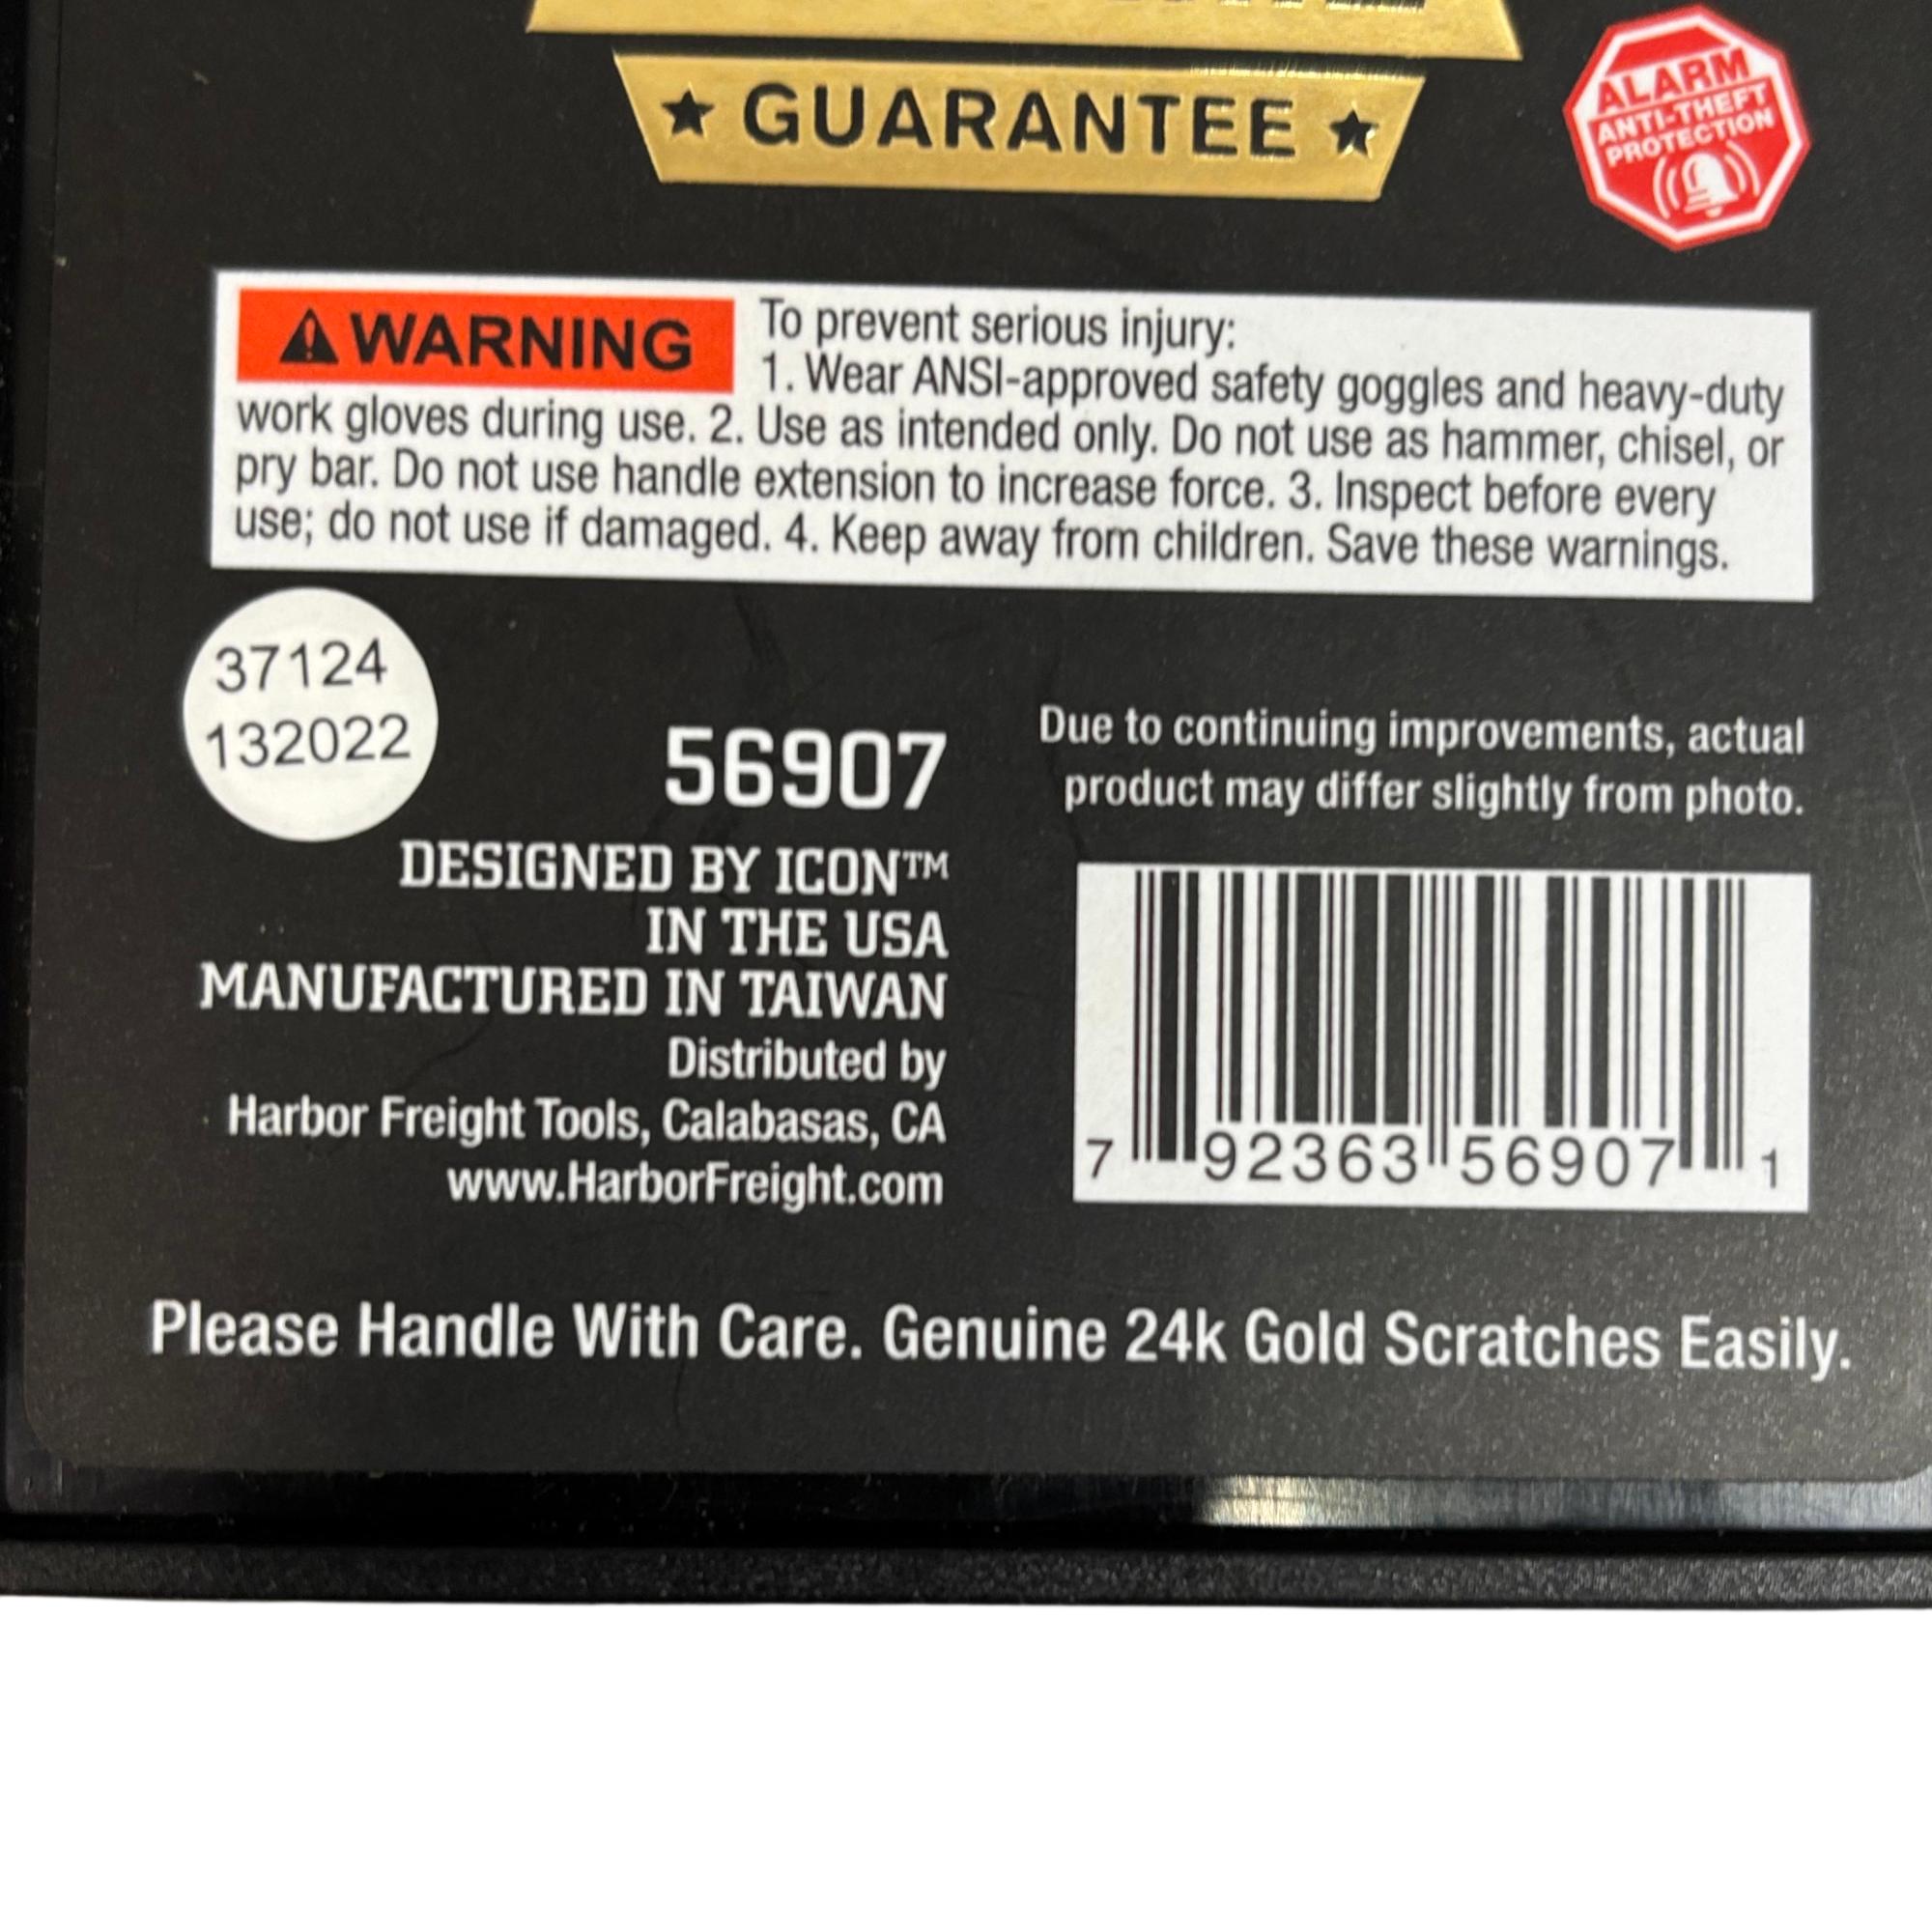 ★ GUARANTEE ★
ALARM
ANTI-THEFT
PROTECTION
WARNING
To prevent serious injury:
1. Wear ANSI-approved safety goggles and heavy-duty
work gloves during use. 2. Use as intended only. Do not use as hammer, chisel, or
pry bar. Do not use handle extension to increase force. 3. Inspect before every
use; do not use if damaged. 4. Keep away from children. Save these warnings.
37124
132022
56907
DESIGNED BY ICON™
IN THE USA
MANUFACTURED IN TAIWAN
Distributed by
Harbor Freight Tools, Calabasas, CA
www.HarborFreight.com
Due to continuing improvements, actual
product may differ slightly from photo.
7 92363 56907 1
Please Handle With Care. Genuine 24k Gold Scratches Easily.